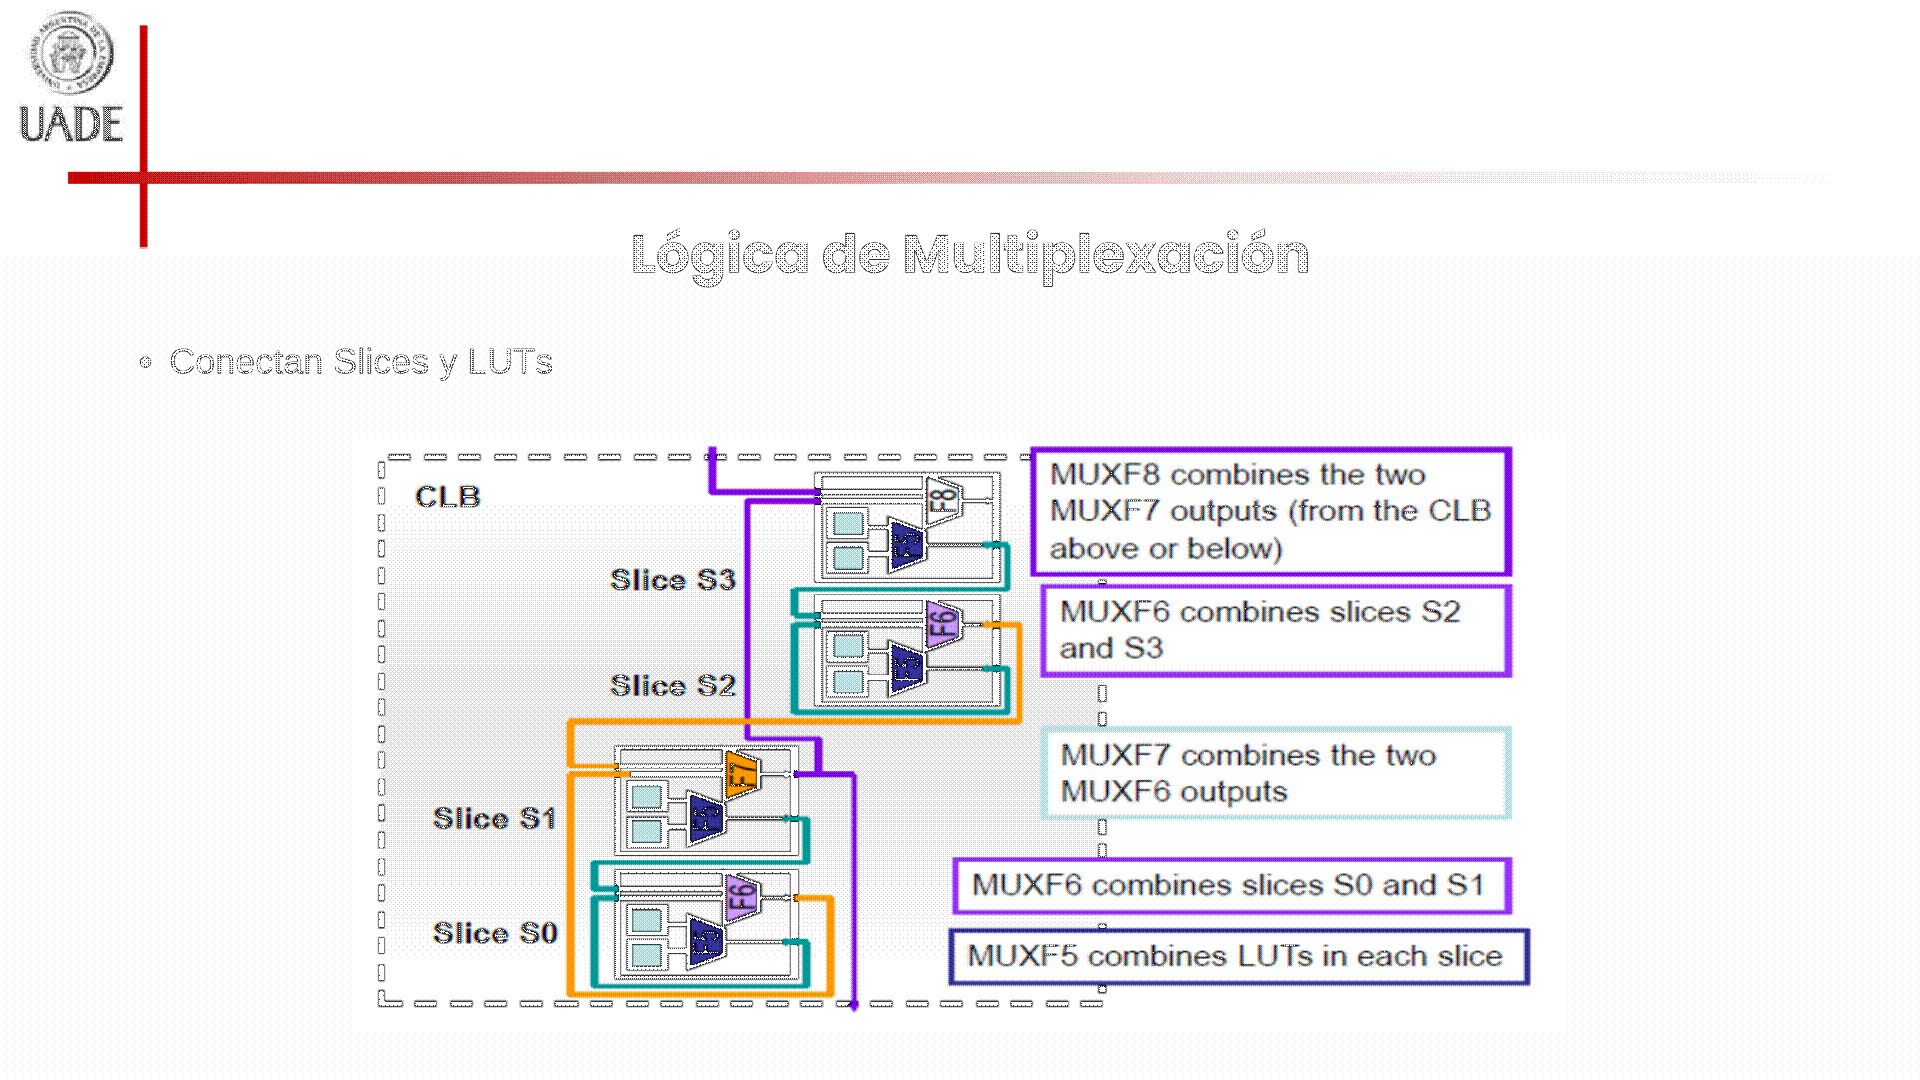 UADE
Lógica de Multiplexación
• Conectan Slices y LUTs
CLB
Slice S3
Slice S2
Slice S1
Slice S0
F8
F5
F6
F5
F7
F5
F6
F5
MUXF8 combines the two
MUXF7 outputs (from the CLB
above or below)
MUXF6 combines slices S2
and S3
MUXF7 combines the two
MUXF6 outputs
MUXF6 combines slices S0 and S1
MUXF5 combines LUTs in each slice